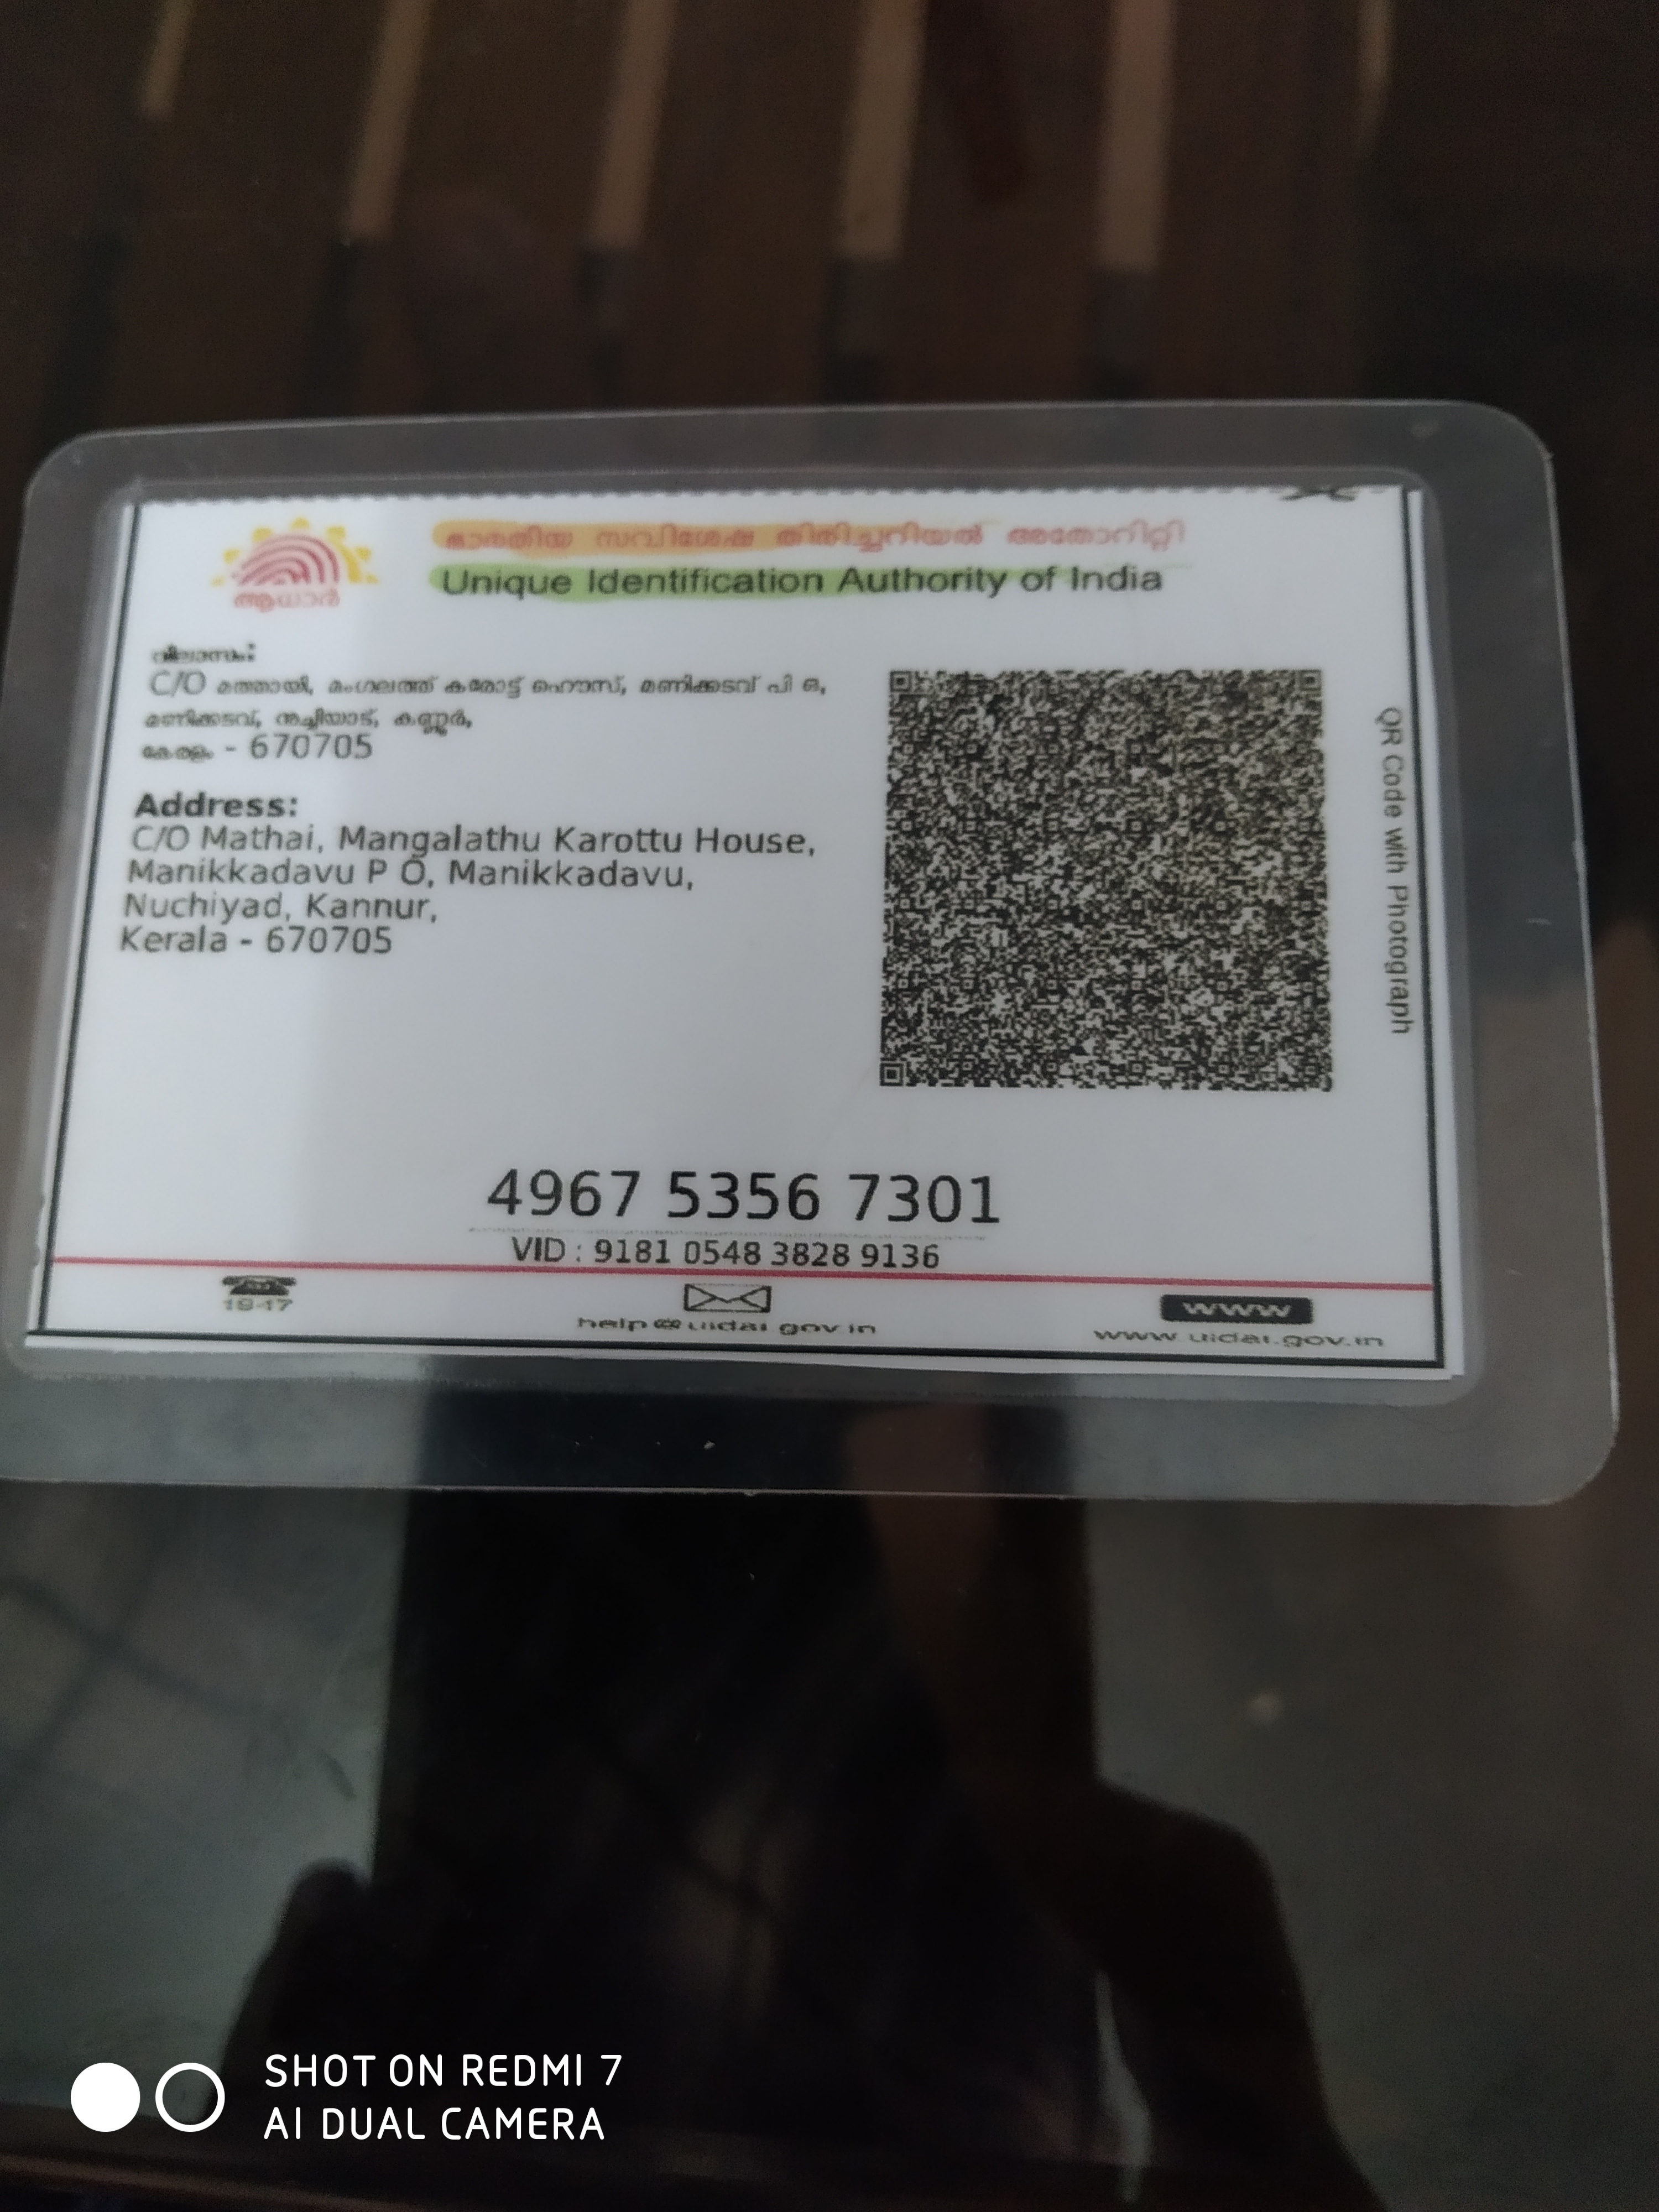 ഭാരതീയ സവിശേഷ തിരിച്ചറിയൽ അതോറിറ്റി
Unique Identification Authority of India
ആധാർ
വിലാസം:
C/O മത്തായി, മംഗലത്ത് കരോട്ട് ഹൌസ്, മണിക്കടവ് പി ഒ,
മണിക്കടവ്, നുച്ചിയാട്, കണ്ണൂർ,
കേരളം - 670705
Address:
C/O Mathai, Mangalathu Karottu House,
Manikkadavu P O, Manikkadavu,
Nuchiyad, Kannur,
Kerala - 670705
QR Code with Photograph
4967 5356 7301
VID : 9181 0548 3828 9136
1947
help@uidai.gov.in
www
www.uidai.gov.in
SHOT ON REDMI 7
AI DUAL CAMERA